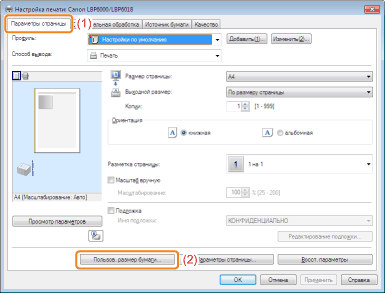 Настройка печати: Canon LBP6000/LBP6018
Параметры страницы (1) ельная обработка Источник бумаги Качество
Профиль: Настройки по умолчанию Добавить(1)... Изменить(2)...
Способ вывода: Печать
Размер страницы: A4
Выходной размер: По размеру страницы
Копии: 1 [1 - 999]
Ориентация
A книжная A альбомная
Разметка страницы: 1 1 на 1
Масштаб вручную
Масштабирование: 100 % [25 - 200]
A4 [Масштабирование: Авто]
Подложка
Просмотр параметров
Имя подложки: КОНФИДЕНЦИАЛЬНО
Редактирование подложки...
Пользов. размер бумаги... (2) Параметры страницы... Восст. параметры
OK Отмена Применить Справка